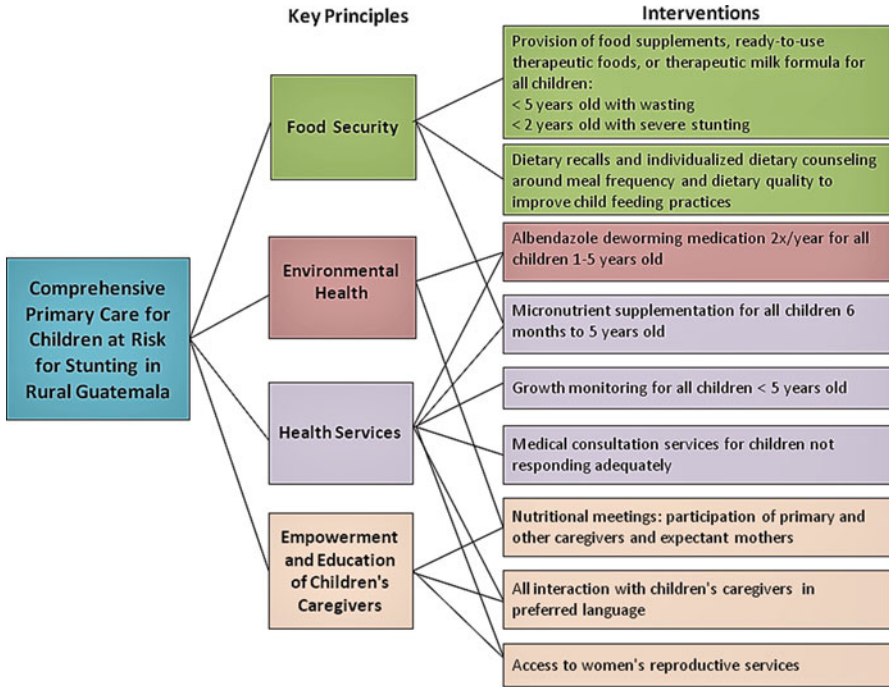 Key Principles
Interventions
Comprehensive
Primary Care for
Children at Risk
for Stunting in
Rural Guatemala
Food Security
Environmental
Health
Health Services
Empowerment
and Education
of Children's
Caregivers
Provision of food supplements, ready-to-use
therapeutic foods, or therapeutic milk formula for
all children:
< 5 years old with wasting
< 2 years old with severe stunting
Dietary recalls and individualized dietary counseling
around meal frequency and dietary quality to
improve child feeding practices
Albendazole deworming medication 2x/year for all
children 1-5 years old
Micronutrient supplementation for all children 6
months to 5 years old
Growth monitoring for all children < 5 years old
Medical consultation services for children not
responding adequately
Nutritional meetings: participation of primary and
other caregivers and expectant mothers
All interaction with children's caregivers in
preferred language
Access to women's reproductive services